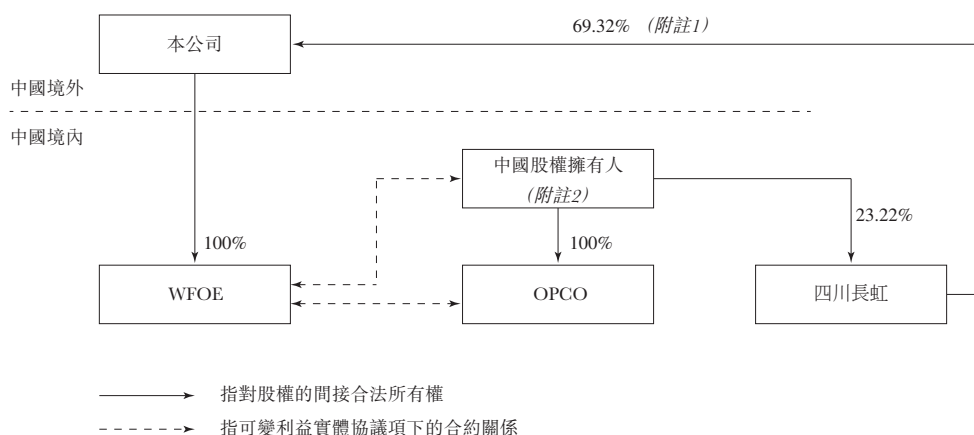 69.32% (附註1)
本公司
中國境外
中國境內
中國股權擁有人
(附註2)
23.22%
100%
100%
WFOE
OPCO
四川長虹
指對股權的間接合法所有權
指可變利益實體協議項下的合約關係